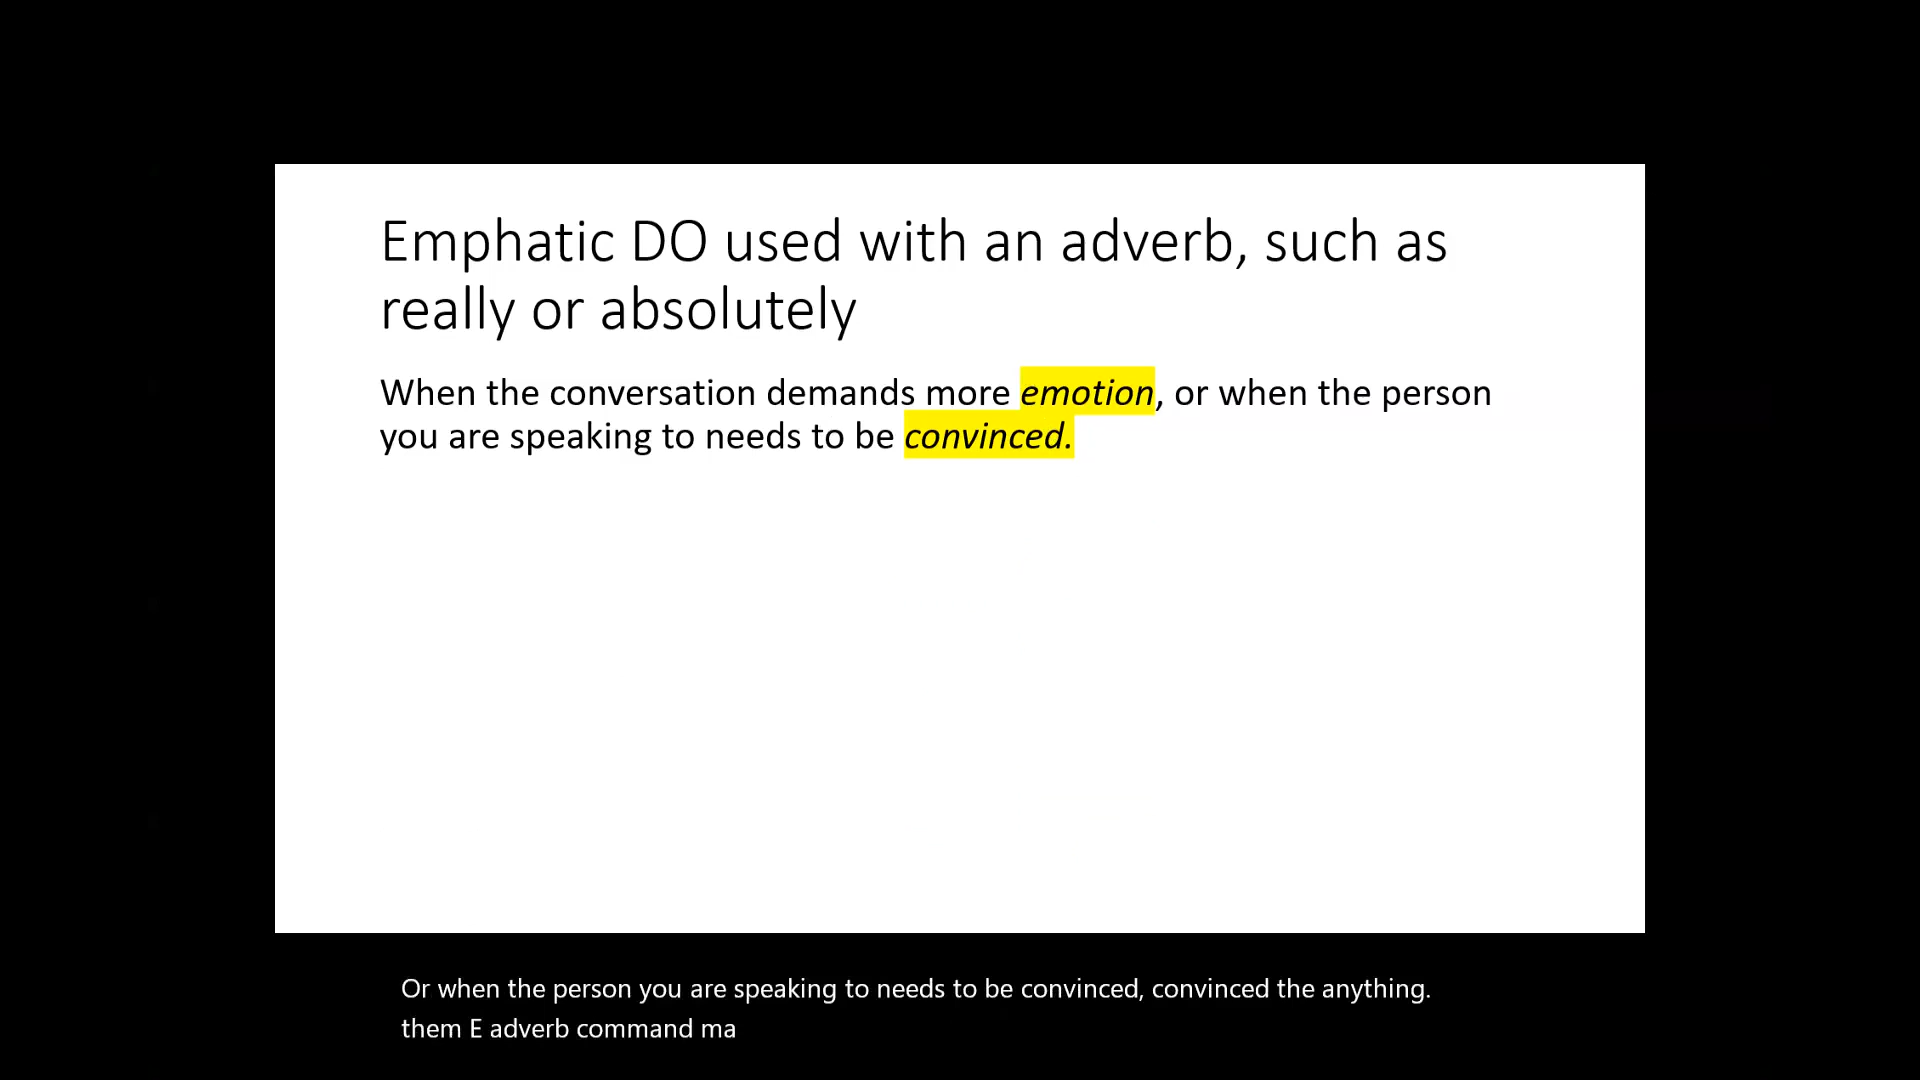 Emphatic DO used with an adverb, such as
really or absolutely
When the conversation demands more emotion, or when the person
you are speaking to needs to be convinced.
Or when the person you are speaking to needs to be convinced, convinced the anything.
them E adverb command ma